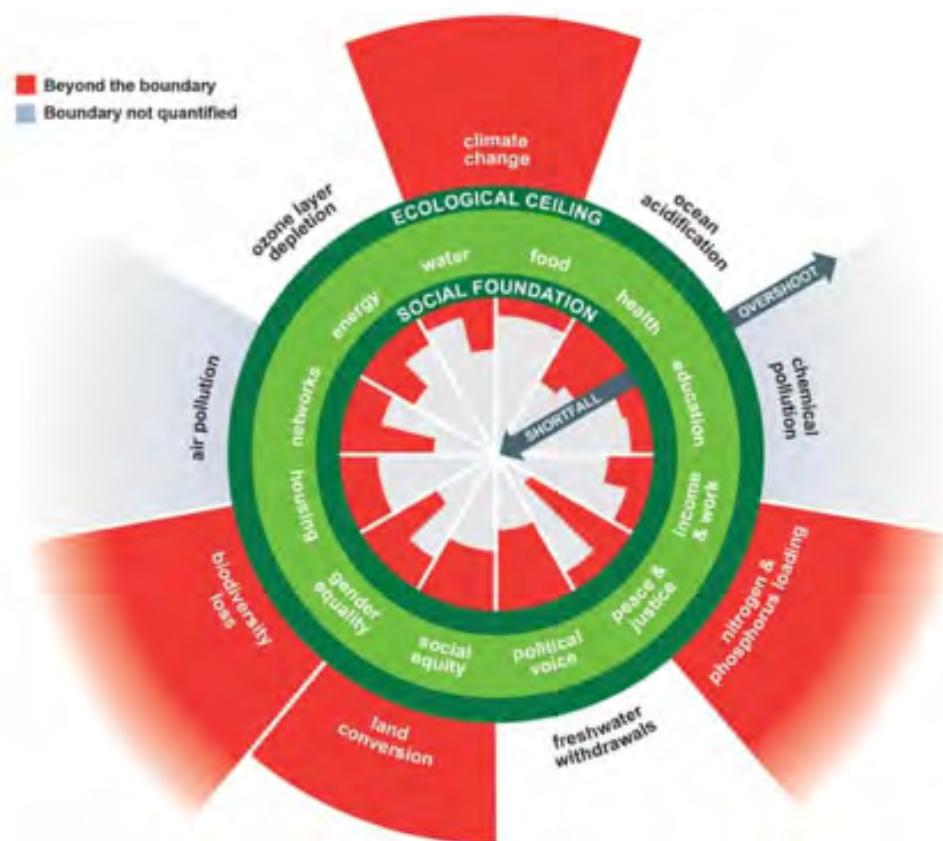 Beyond the boundary
Boundary not quantified
climate
change
ozone layer
depletion
ocean
acidification
ECOLOGICAL CEILING
water
food
energy
health
SOCIAL FOUNDATION
OVERSHOOT
SHORTFALL
air pollution
networks
education
chemical
pollution
housing
income
& work
biodiversity
loss
gender
equality
peace &
justice
nitrogen &
phosphorus loading
social
equity
political
voice
land
conversion
freshwater
withdrawals